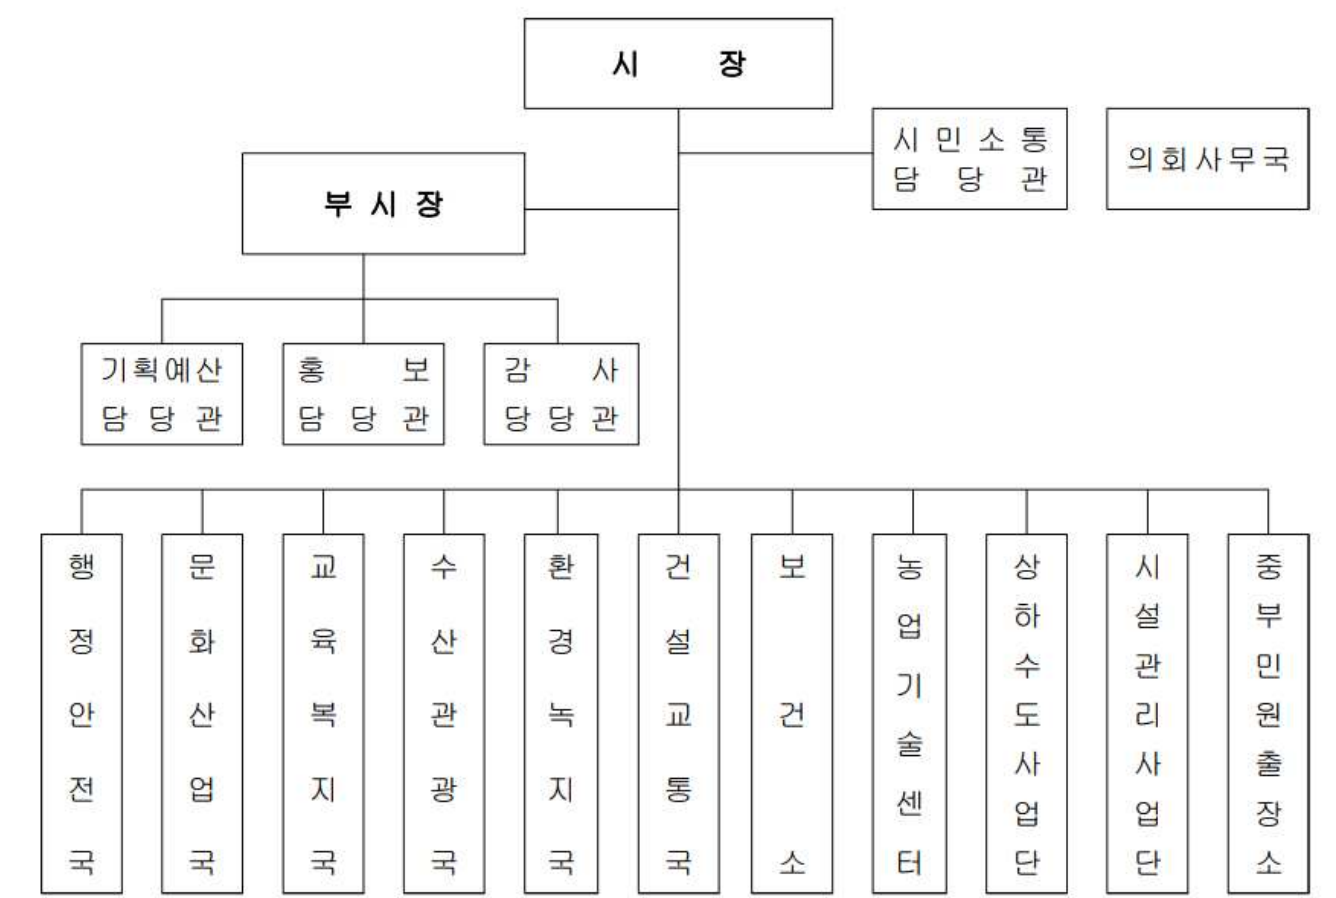 시 장
시 민 소 통
담 당 관
의회사무국
부 시 장
기획예산
담 당 관
홍 보
담 당 관
감 사
당 당 관
행정안전국
문화산업국
교육복지국
수산관광국
환경녹지국
건설교통국
보건소
농업기술센터
상하수도사업단
시설관리사업단
중부민원출장소